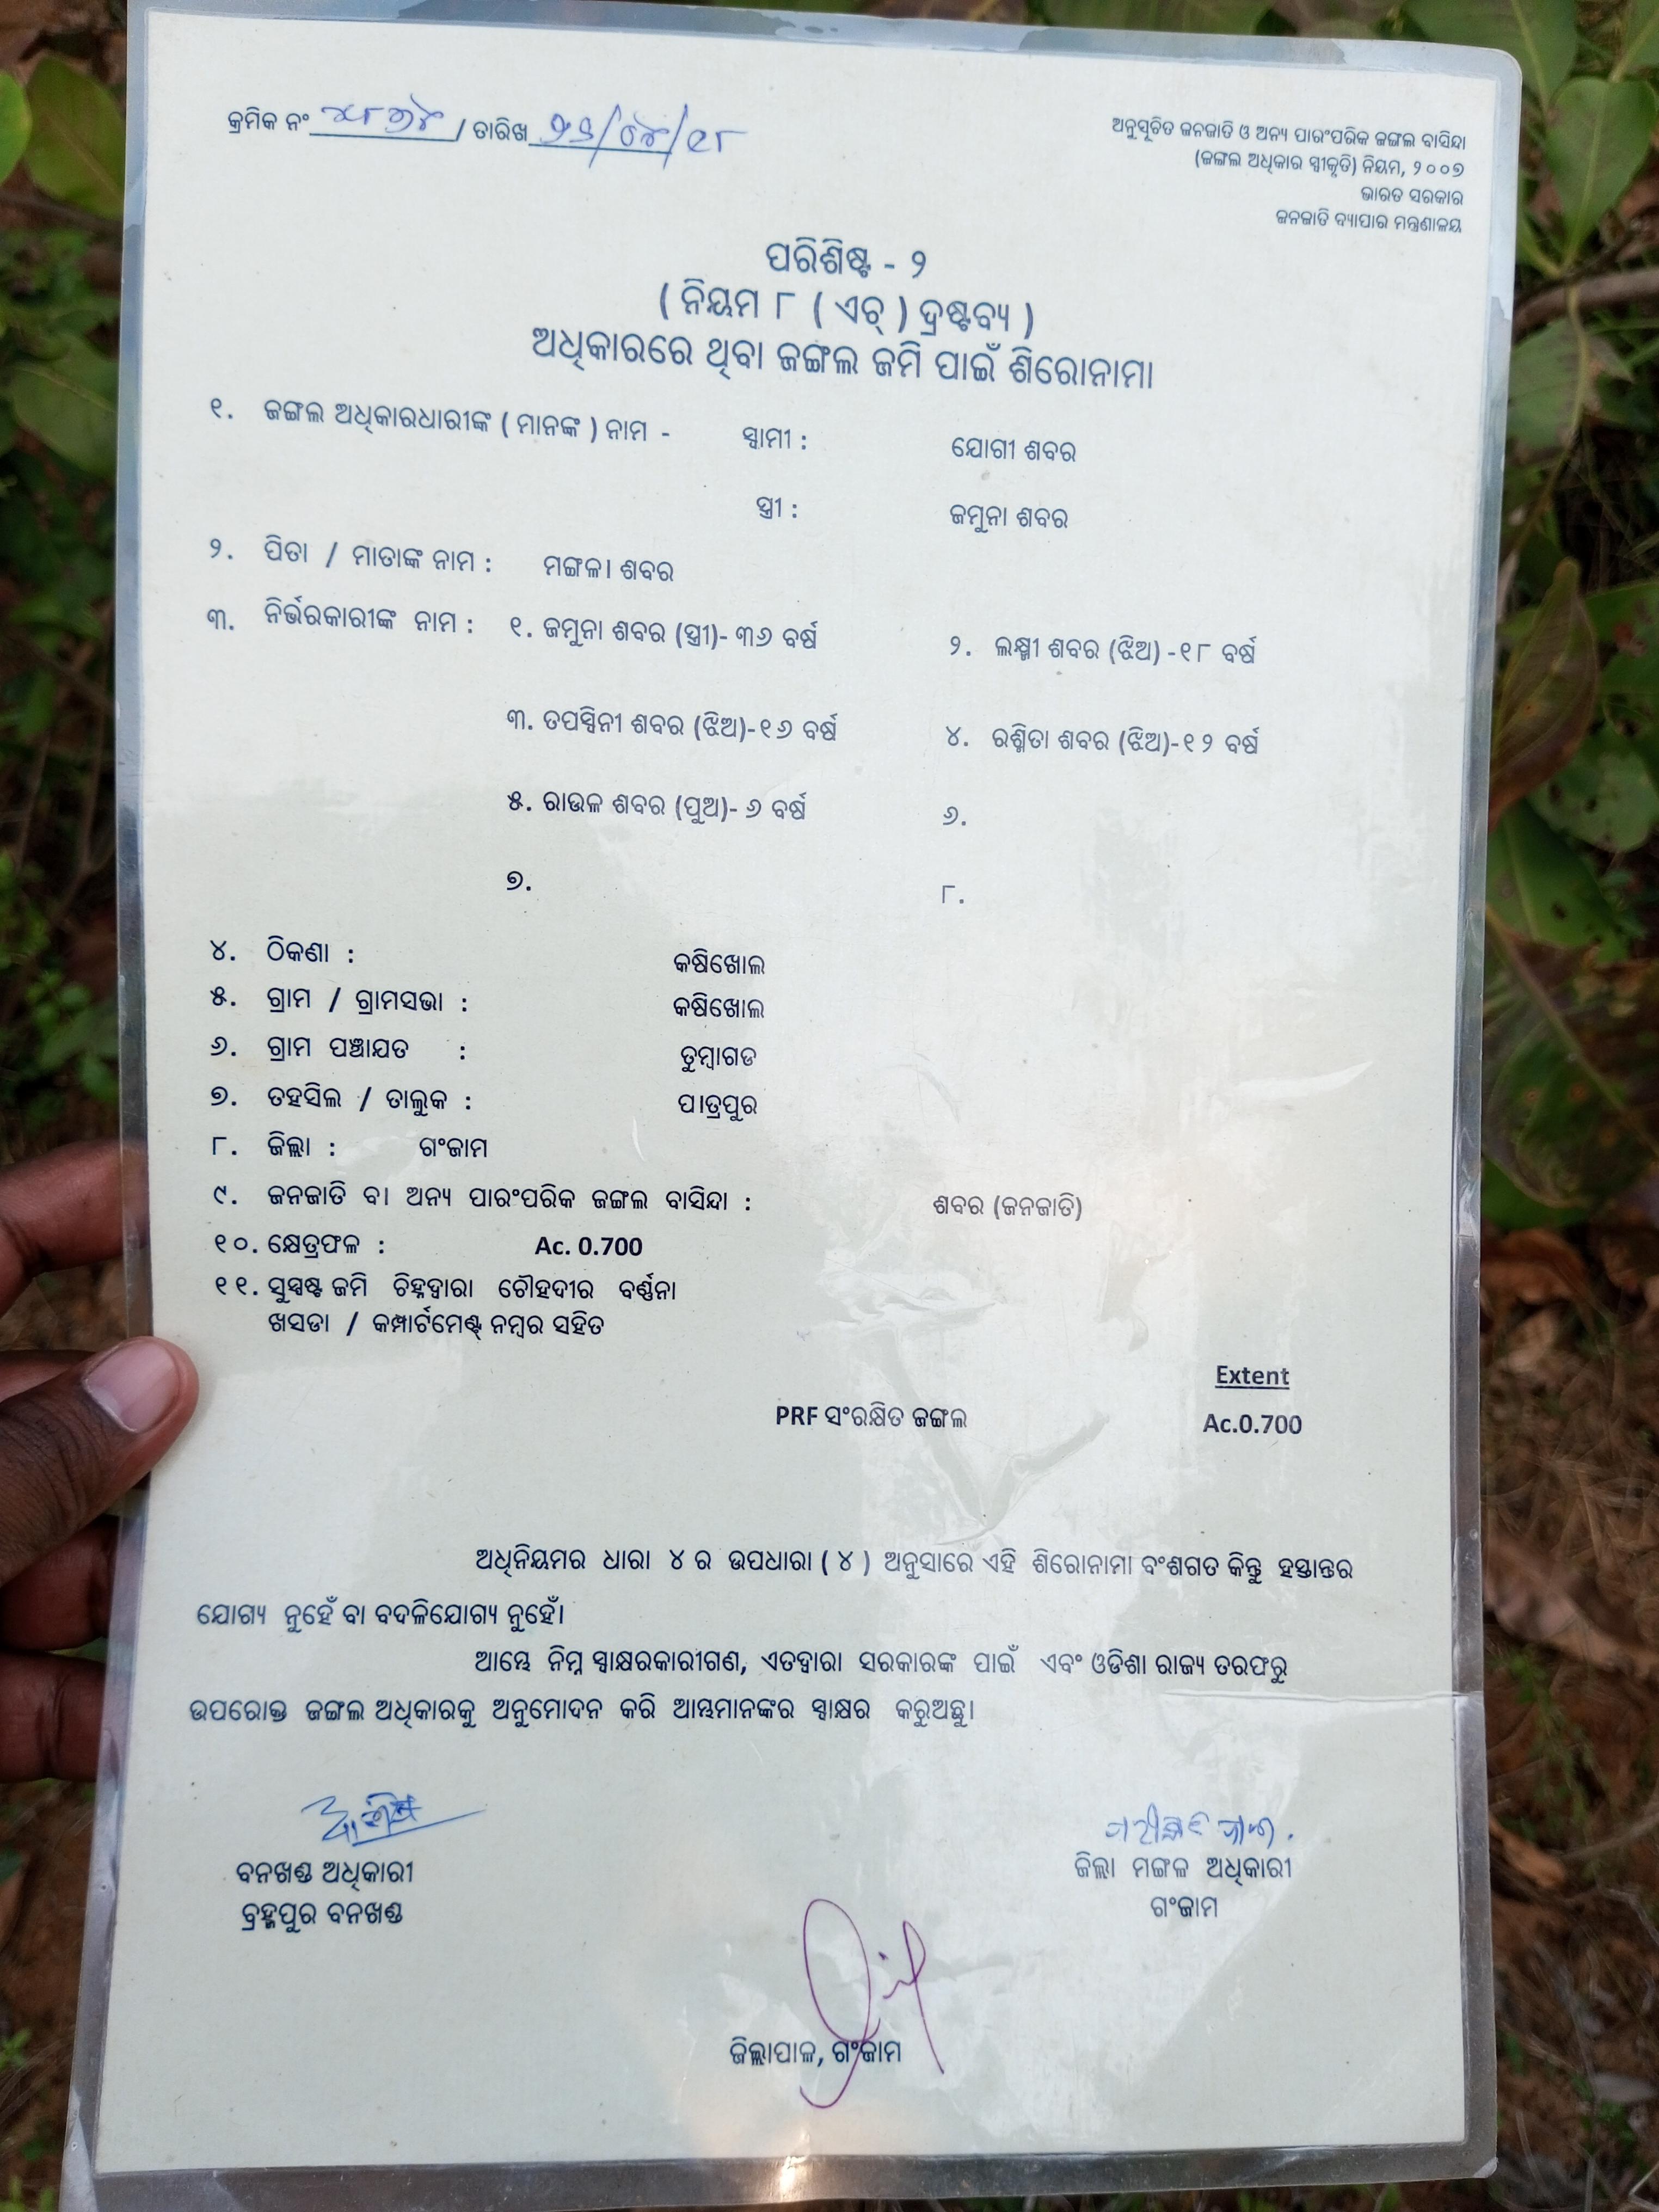 କ୍ରମିକ ନଂ / ତାରିଖ
ଅନୁସୂଚିତ ଜନଜାତି ଓ ଅନ୍ୟ ପାରଂପରିକ ଜଙ୍ଗଲ ବାସିନ୍ଦା
(ଜଙ୍ଗଲ ଅଧିକାର ସ୍ୱୀକୃତି) ନିୟମ, ୨୦୦୭
ଭାରତ ସରକାର
ଜନଜାତି ବ୍ୟାପାର ମନ୍ତ୍ରଣାଳୟ
ପରିଶିଷ୍ଟ - ୨
( ନିୟମ ୮ ( ଏଚ୍ ) ଦ୍ରଷ୍ଟବ୍ୟ )
ଅଧିକାରରେ ଥିବା ଜଙ୍ଗଲ ଜମି ପାଇଁ ଶିରୋନାମା
୧. ଜଙ୍ଗଲ ଅଧିକାରଧାରୀଙ୍କ ( ମାନଙ୍କ ) ନାମ - ସ୍ୱାମୀ : ଯୋଗୀ ଶବର
ସ୍ତ୍ରୀ : ଜମୁନା ଶବର
୨. ପିତା / ମାତାଙ୍କ ନାମ : ମଙ୍ଗଳା ଶବର
୩. ନିର୍ଭରକାରୀଙ୍କ ନାମ : ୧. ଜମୁନା ଶବର (ସ୍ତ୍ରୀ)- ୩୬ ବର୍ଷ ୨. ଲକ୍ଷ୍ମୀ ଶବର (ଝିଅ) -୧୮ ବର୍ଷ
୩. ତପସ୍ୱିନୀ ଶବର (ଝିଅ)-୧୬ ବର୍ଷ ୪. ରଶ୍ମିତା ଶବର (ଝିଅ)-୧୨ ବର୍ଷ
୫. ରାଉଳ ଶବର (ପୁଅ)- ୬ ବର୍ଷ ୬.
୭. ୮.
୪. ଠିକଣା : କଷିଖୋଲ
୫. ଗ୍ରାମ / ଗ୍ରାମସଭା : କଷିଖୋଲ
୬. ଗ୍ରାମ ପଞ୍ଚାଯତ : ତୁମ୍ବାଗଡ
୭. ତହସିଲ / ତାଲୁକ : ପାତ୍ରପୁର
୮. ଜିଲ୍ଲା : ଗଂଜାମ
୯. ଜନଜାତି ବା ଅନ୍ୟ ପାରଂପରିକ ଜଙ୍ଗଲ ବାସିନ୍ଦା : ଶବର (ଜନଜାତି)
୧୦. କ୍ଷେତ୍ରଫଳ : Ac. 0.700
୧୧. ସୁସ୍ପଷ୍ଟ ଜମି ଚିହ୍ନଦ୍ୱାରା ଚୌହଦୀର ବର୍ଣ୍ଣନା
ଖସଡା / କମ୍ପାର୍ଟମେଣ୍ଟ୍ ନମ୍ବର ସହିତ
Extent
PRF ସଂରକ୍ଷିତ ଜଙ୍ଗଲ Ac.0.700
ଅଧିନିୟମର ଧାରା ୪ ର ଉପଧାରା ( ୪ ) ଅନୁସାରେ ଏହି ଶିରୋନାମା ବଂଶଗତ କିନ୍ତୁ ହସ୍ତାନ୍ତର
ଯୋଗ୍ୟ ନୁହେଁ ବା ବଦଳିଯୋଗ୍ୟ ନୁହେଁ।
ଆମ୍ଭେ ନିମ୍ନ ସ୍ୱାକ୍ଷରକାରୀଗଣ, ଏତଦ୍ୱାରା ସରକାରଙ୍କ ପାଇଁ ଏବଂ ଓଡିଶା ରାଜ୍ୟ ତରଫରୁ
ଉପରୋକ୍ତ ଜଙ୍ଗଲ ଅଧିକାରକୁ ଅନୁମୋଦନ କରି ଆମ୍ଭମାନଙ୍କର ସ୍ୱାକ୍ଷର କରୁଅଛୁ।
ବନଖଣ୍ଡ ଅଧିକାରୀ
ବ୍ରହ୍ମପୁର ବନଖଣ୍ଡ
ଜିଲ୍ଲା ମଙ୍ଗଳ ଅଧିକାରୀ
ଗଂଜାମ
ଜିଲ୍ଲାପାଳ, ଗଂଜାମ